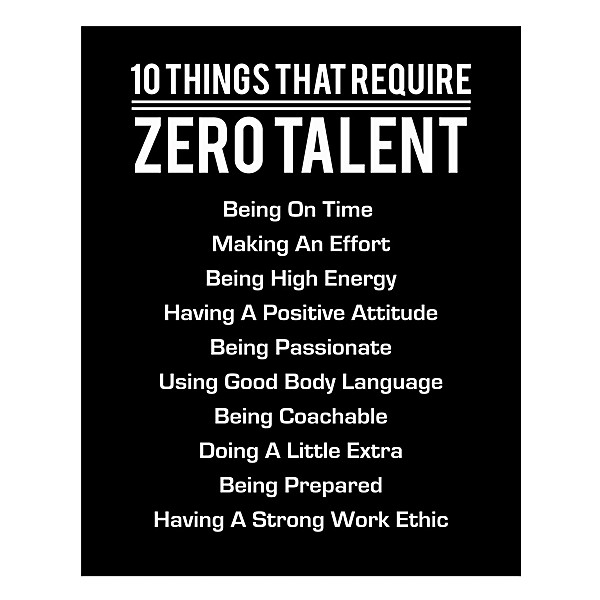 10 THINGS THAT REQUIRE
ZERO TALENT
Being On Time
Making An Effort
Being High Energy
Having A Positive Attitude
Being Passionate
Using Good Body Language
Being Coachable
Doing A Little Extra
Being Prepared
Having A Strong Work Ethic